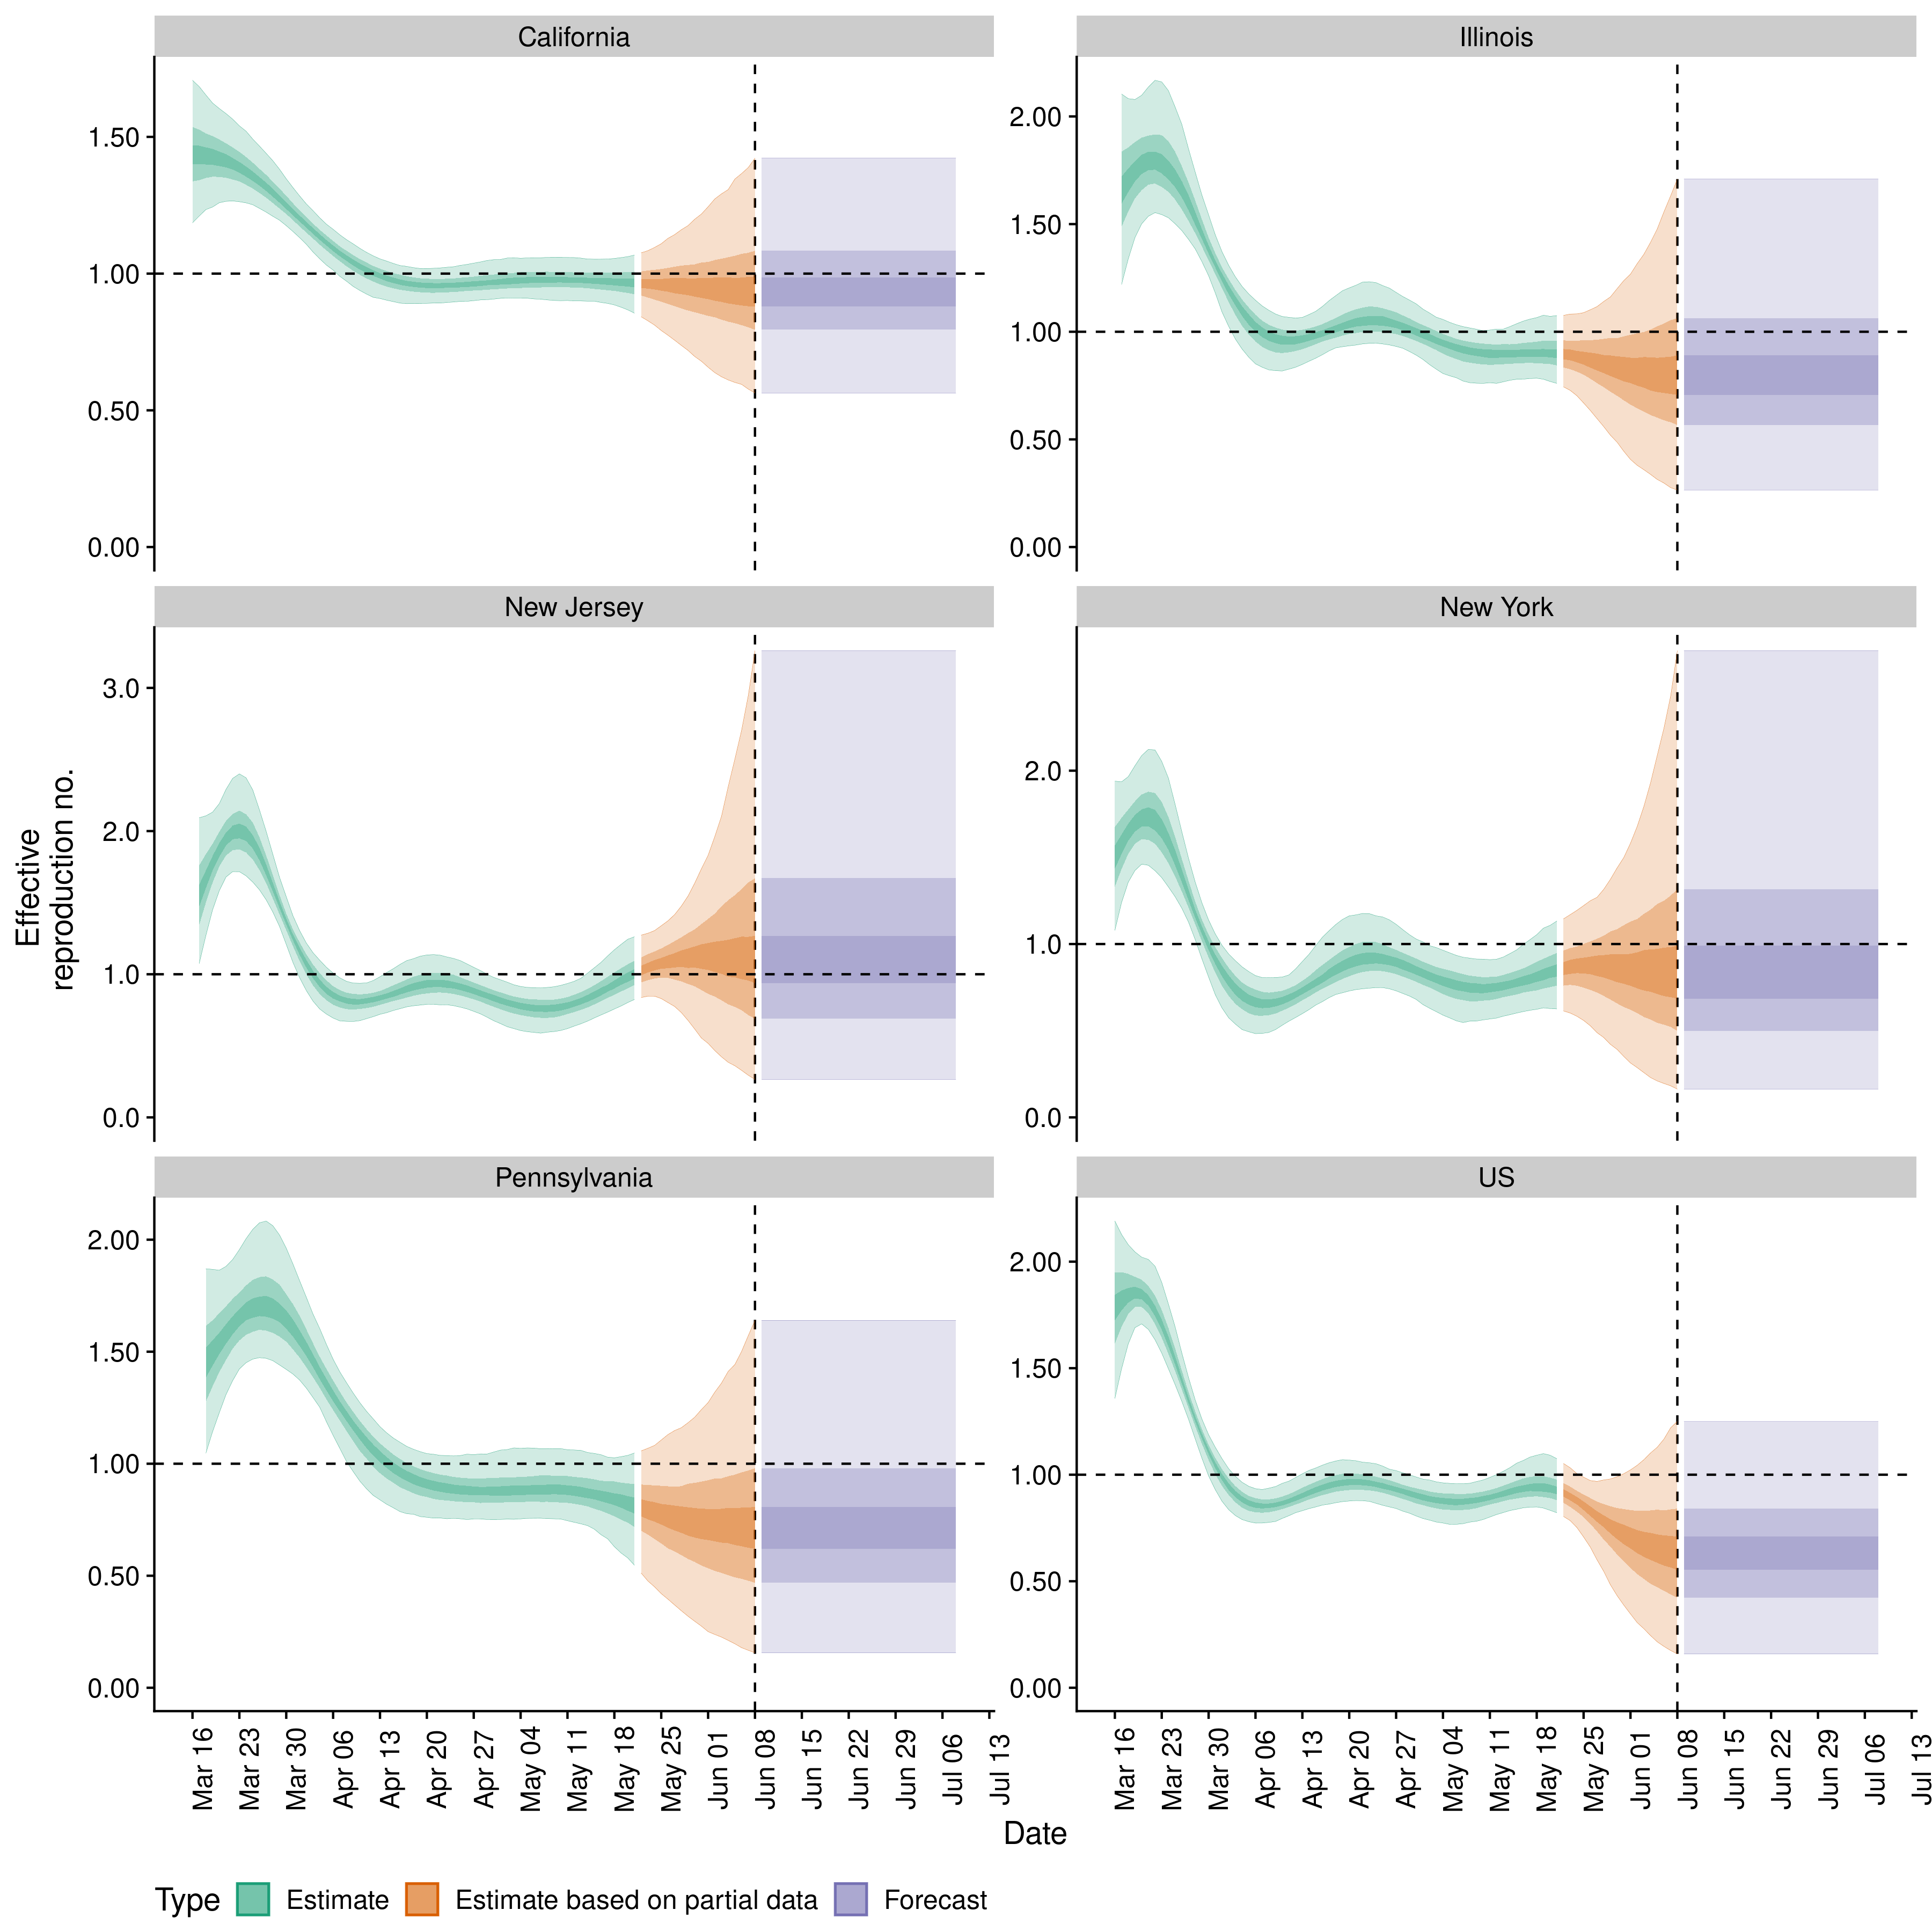 California
Illinois
1.50
1.00
0.50
0.00
2.00
1.50
1.00
0.50
0.00
New Jersey
New York
3.0
2.0
1.0
0.0
2.0
1.0
0.0
Effective
reproduction no.
Pennsylvania
US
2.00
1.50
1.00
0.50
0.00
2.00
1.50
1.00
0.50
0.00
Mar 16
Mar 23
Mar 30
Apr 06
Apr 13
Apr 20
Apr 27
May 04
May 11
May 18
May 25
Jun 01
Jun 08
Jun 15
Jun 22
Jun 29
Jul 06
Jul 13
Mar 16
Mar 23
Mar 30
Apr 06
Apr 13
Apr 20
Apr 27
May 04
May 11
May 18
May 25
Jun 01
Jun 08
Jun 15
Jun 22
Jun 29
Jul 06
Jul 13
Date
Type Estimate Estimate based on partial data Forecast